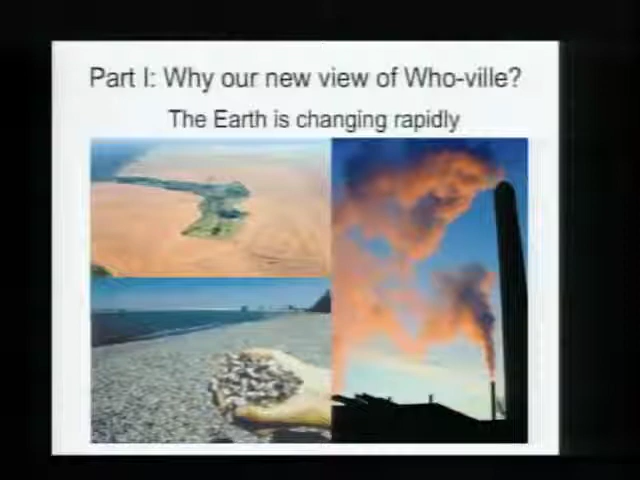 Part I: Why our new view of Who-ville?
The Earth is changing rapidly